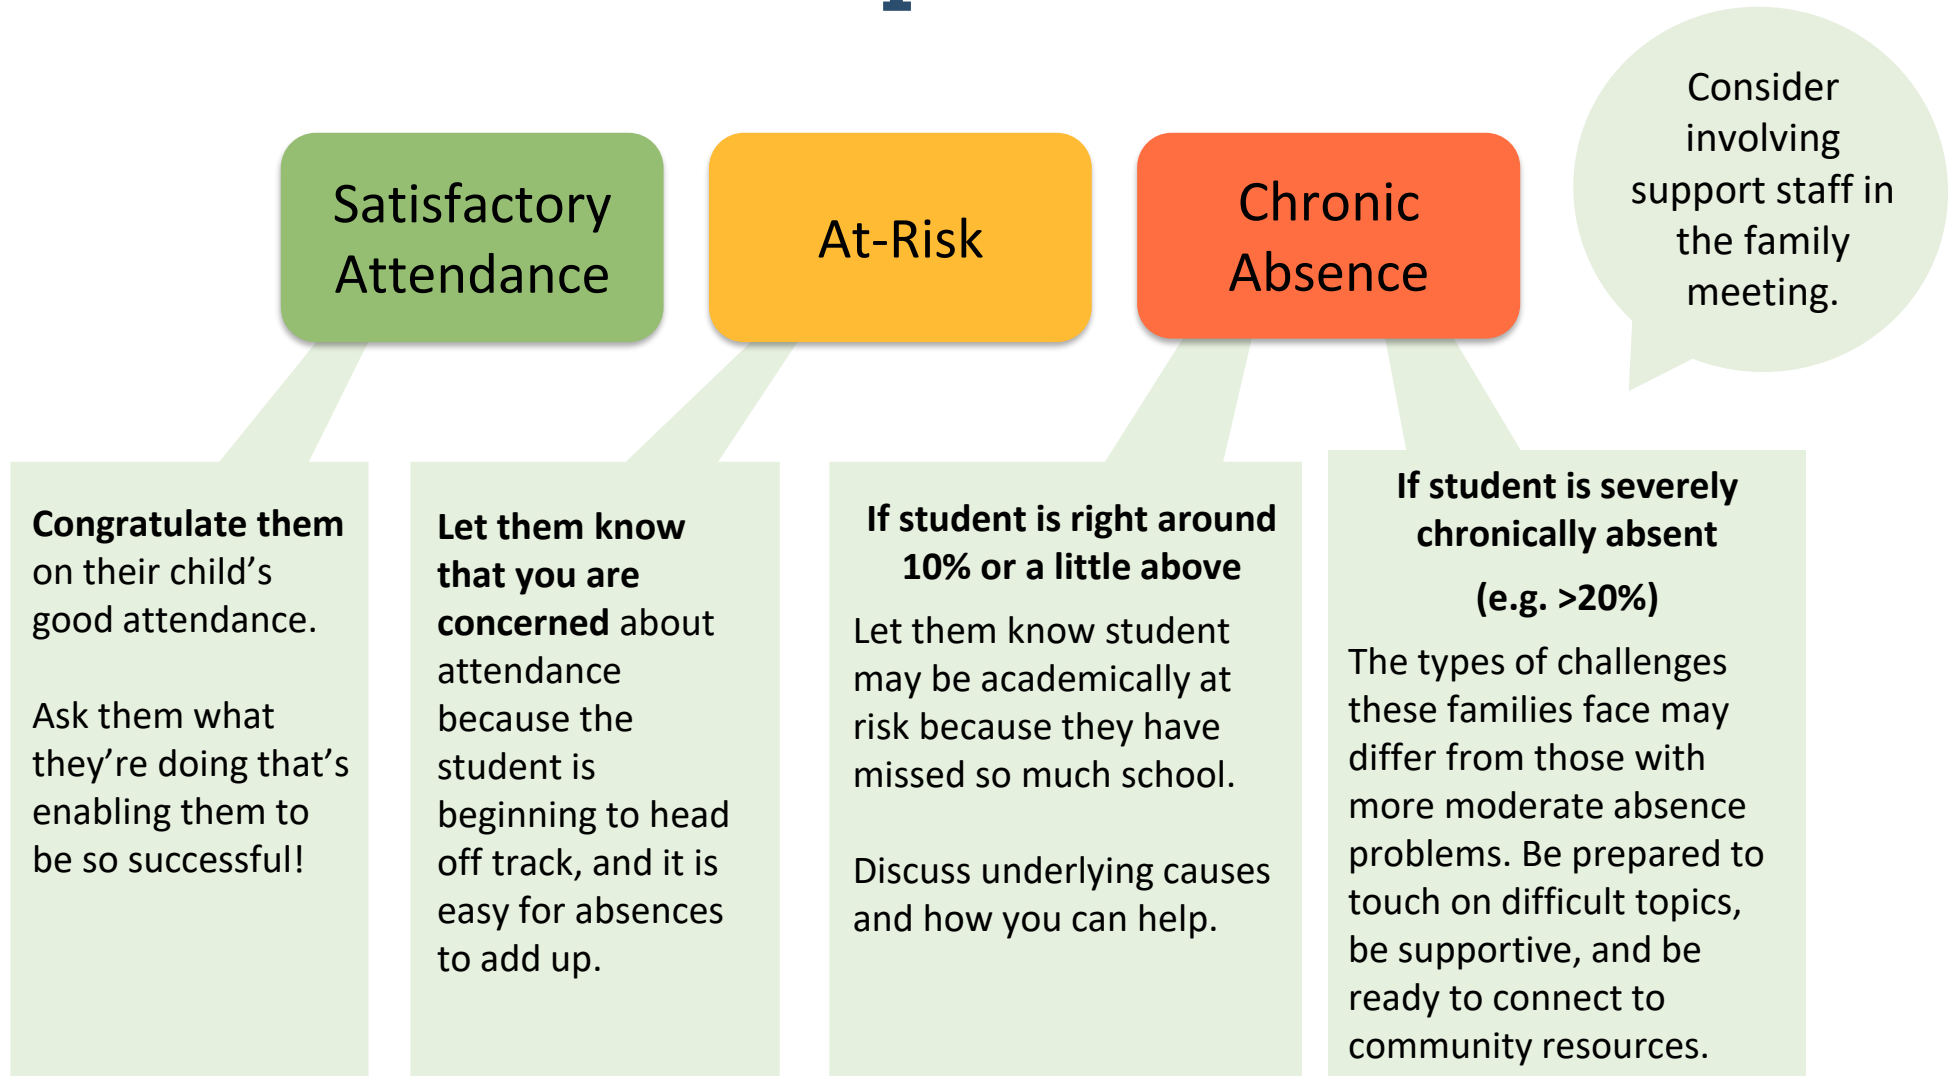 Satisfactory
Attendance
At-Risk
Chronic
Absence
Consider
involving
support staff in
the family
meeting.
Congratulate them
on their child’s
good attendance.
Ask them what
they’re doing that’s
enabling them to
be so successful!
Let them know
that you are
concerned about
attendance
because the
student is
beginning to head
off track, and it is
easy for absences
to add up.
If student is right around
10% or a little above
Let them know student
may be academically at
risk because they have
missed so much school.
Discuss underlying causes
and how you can help.
If student is severely
chronically absent
(e.g. >20%)
The types of challenges
these families face may
differ from those with
more moderate absence
problems. Be prepared to
touch on difficult topics,
be supportive, and be
ready to connect to
community resources.